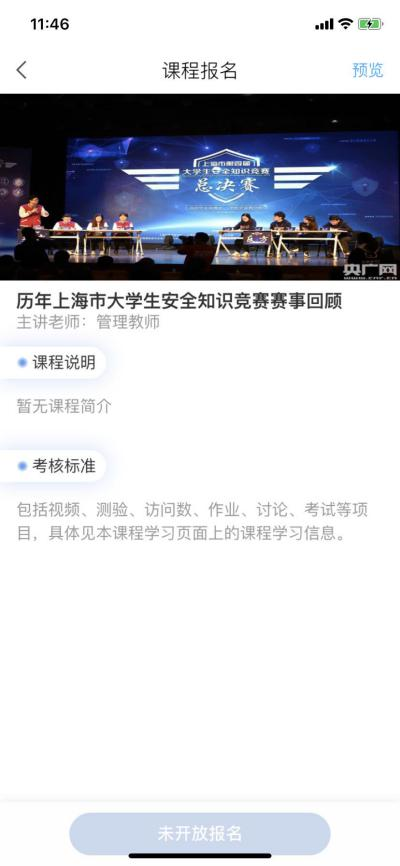 11:46
课程报名
预览
上海市第四届
大学生安全知识竞赛
总决赛
央广网
www.cnr.cn
历年上海市大学生安全知识竞赛赛事回顾
主讲老师：管理教师
课程说明
暂无课程简介
考核标准
包括视频、测验、访问数、作业、讨论、考试等项
目，具体见本课程学习页面上的课程学习信息。
未开放报名